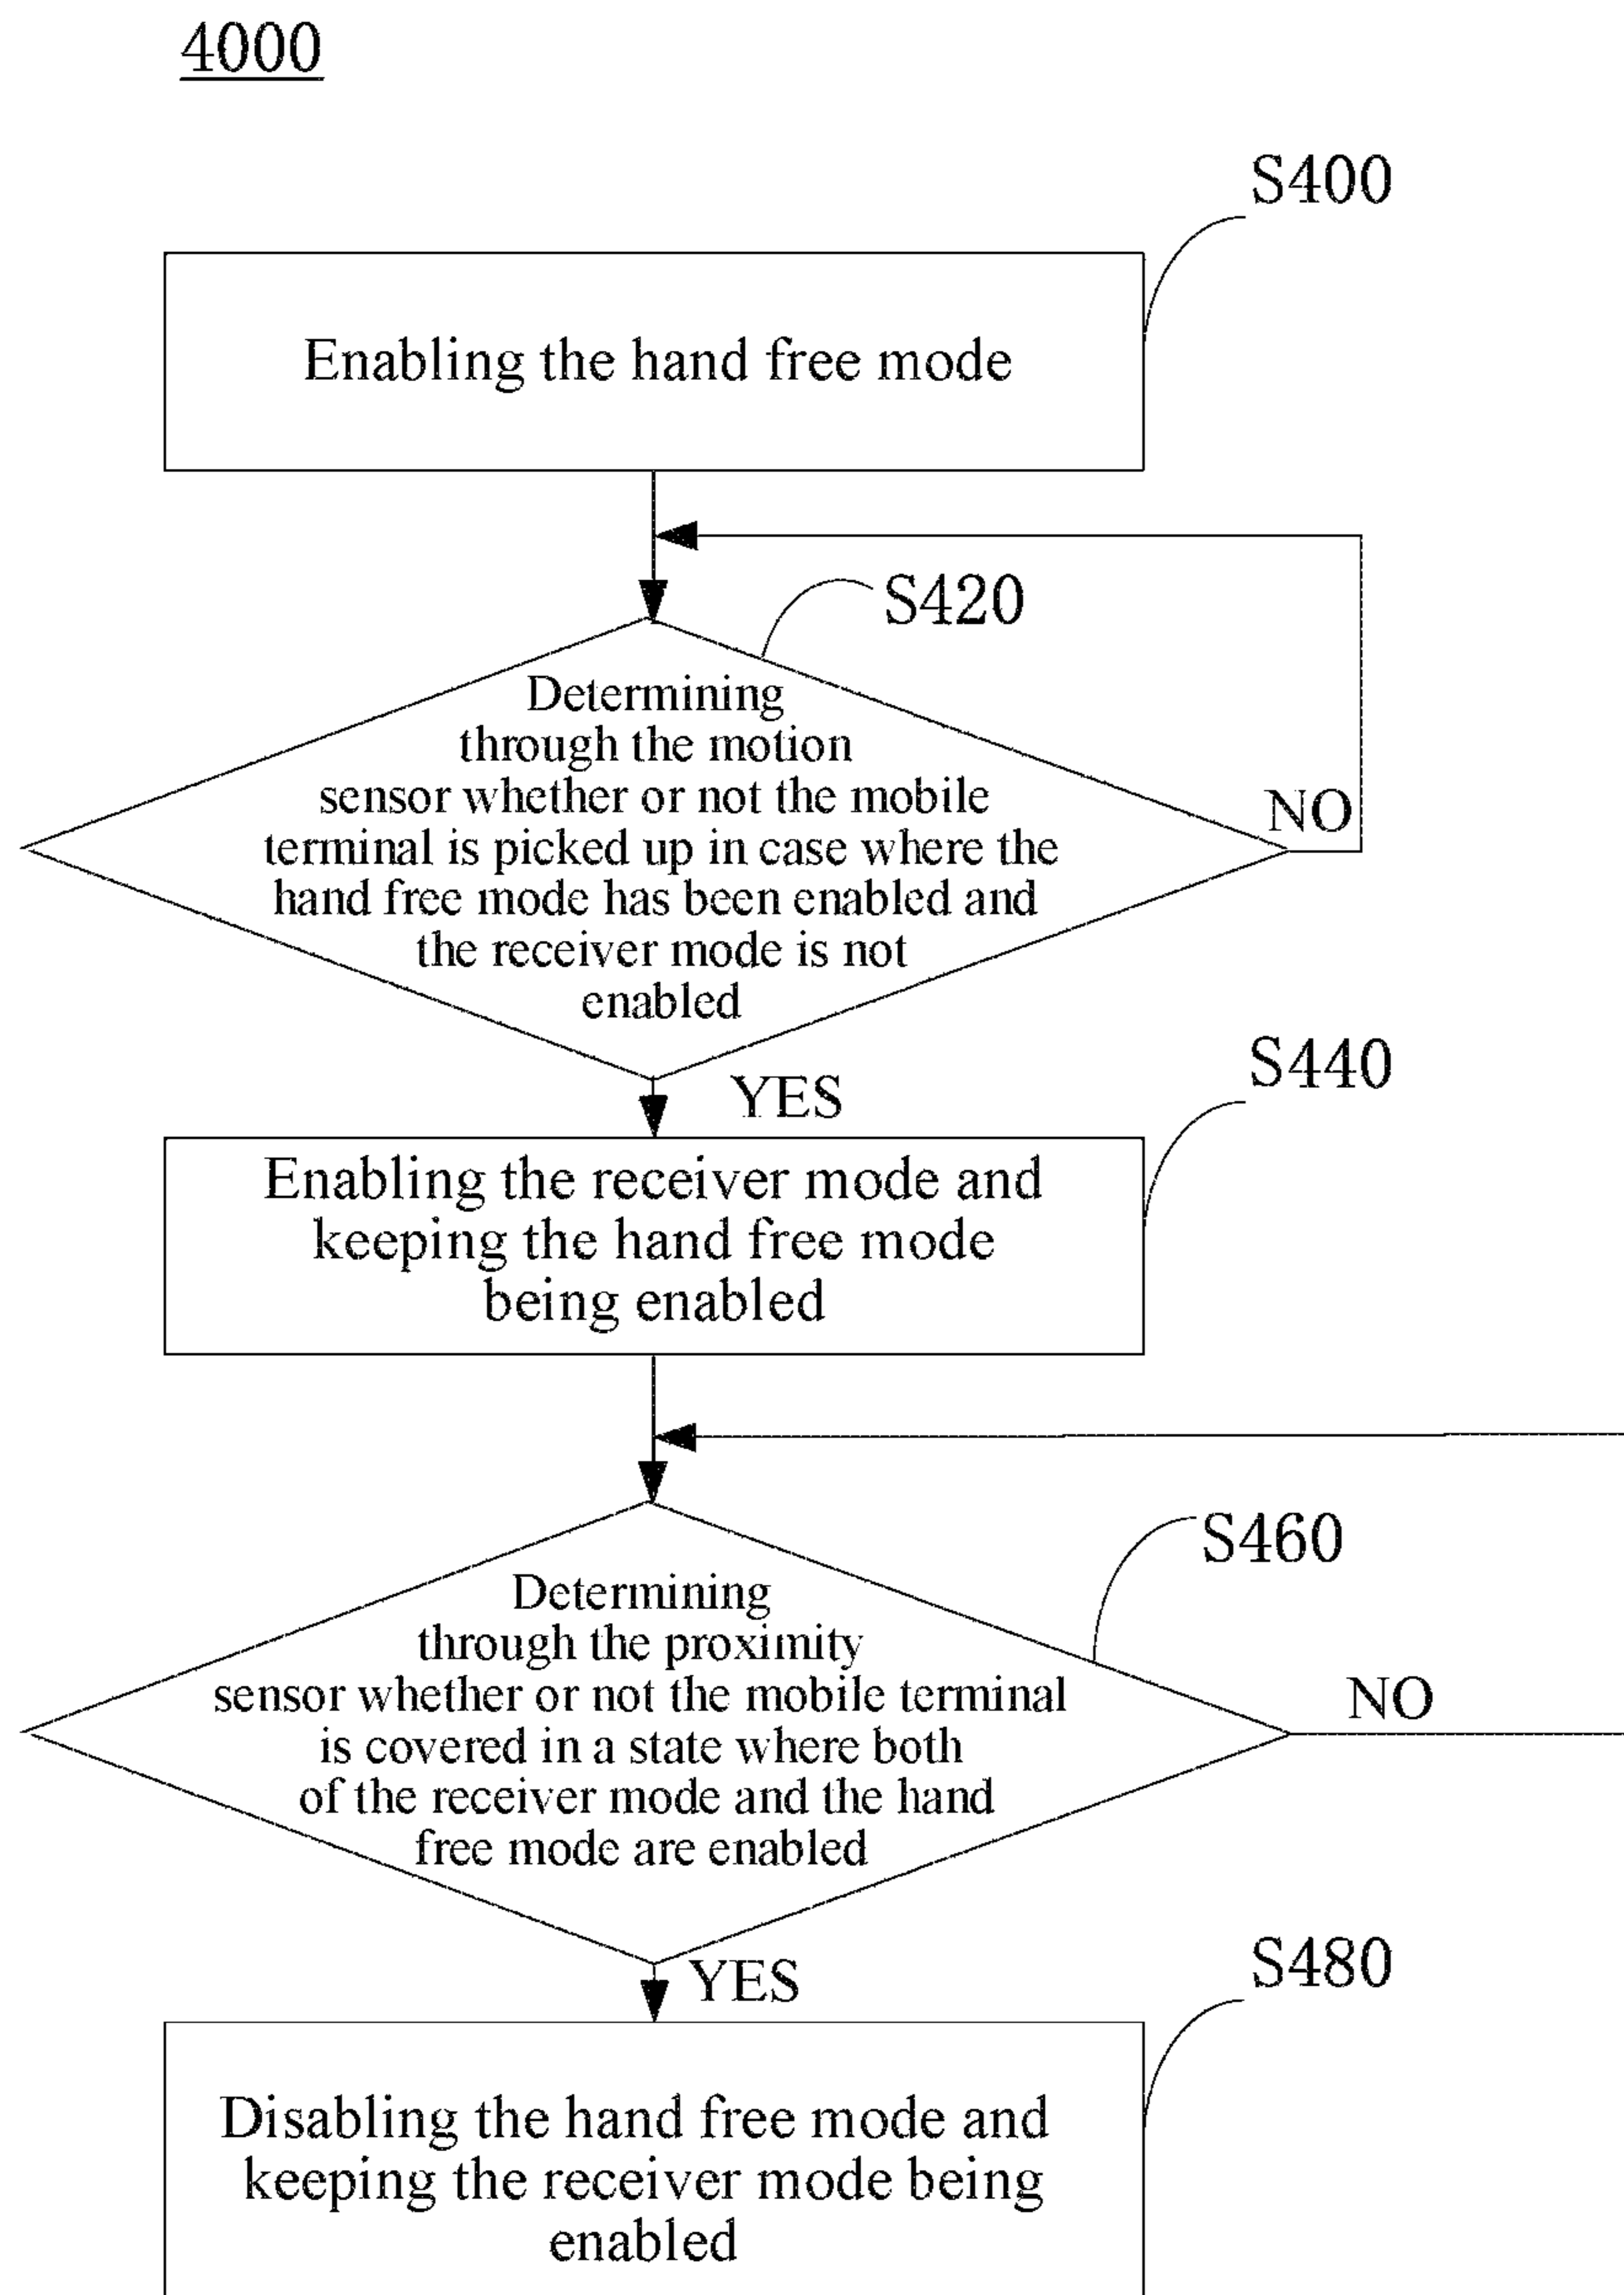 4000
S400
Enabling the hand free mode
S420
Determining
through the motion
sensor whether or not the mobile
terminal is picked up in case where the
hand free mode has been enabled and
the receiver mode is not
enabled
NO
YES
S440
Enabling the receiver mode and
keeping the hand free mode
being enabled
S460
Determining
through the proximity
sensor whether or not the mobile terminal
is covered in a state where both
of the receiver mode and the hand
free mode are enabled
NO
YES
S480
Disabling the hand free mode and
keeping the receiver mode being
enabled